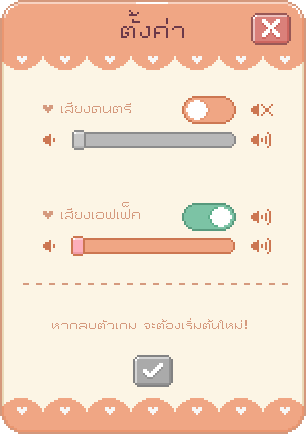 ตั้งค่า
เสียงดนตรี
เสียงเอฟเฟ็ค
หากลบตัวเกม จะต้องเริ่มต้นใหม่!